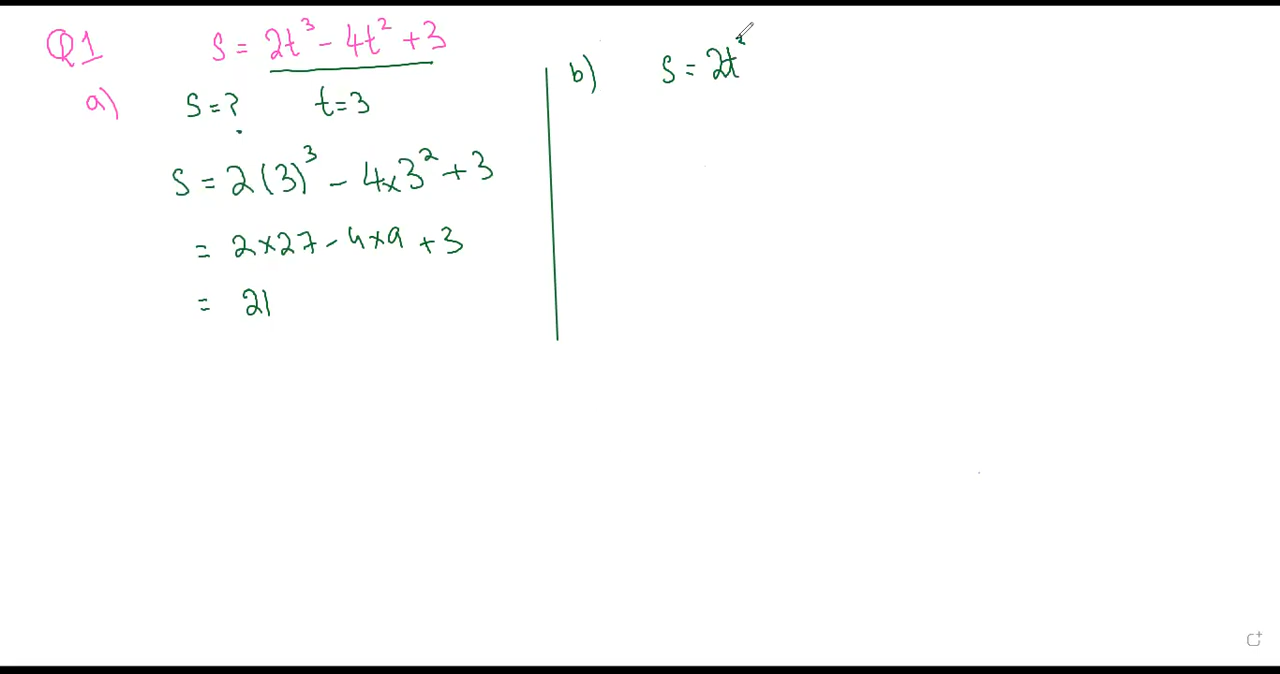 Q1 s = 2t³ - 4t² + 3
a) s = ? t = 3
s = 2(3)³ - 4×3² + 3
= 2×27 - 4×9 + 3
= 21
b) s = 2t